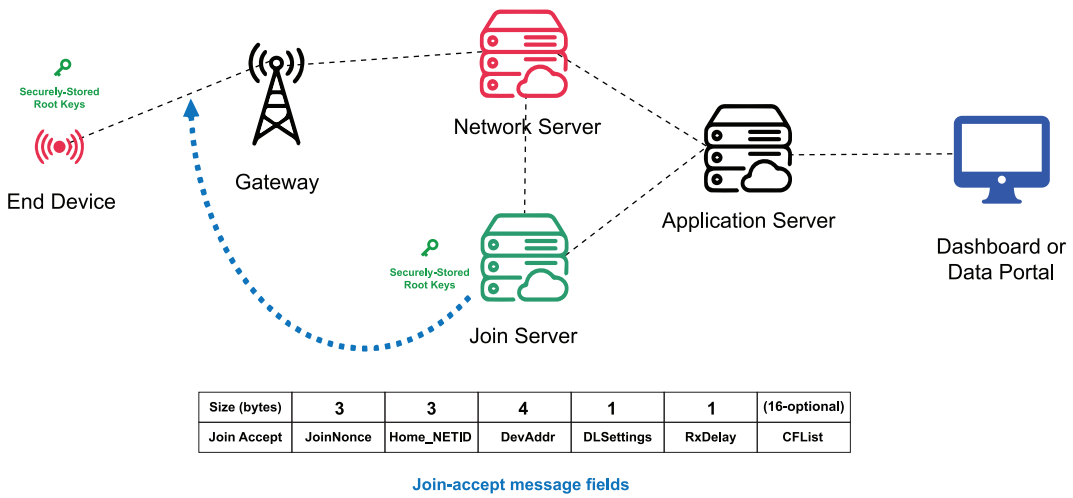 Securely-Stored
Root Keys
End Device
Gateway
Network Server
Application Server
Dashboard or
Data Portal
Securely-Stored
Root Keys
Join Server
Size (bytes) 3 3 4 1 1 (16-optional)
Join Accept JoinNonce Home_NETID DevAddr DLSettings RxDelay CFList
Join-accept message fields